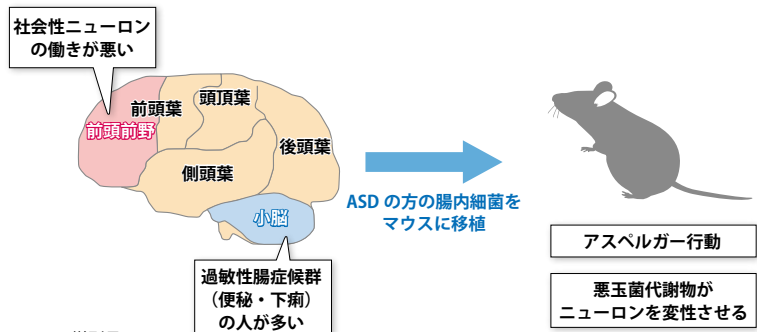 社会性ニューロン
の働きが悪い
前頭葉
頭頂葉
前頭前野
後頭葉
側頭葉
小脳
過敏性腸症候群
（便秘・下痢）
の人が多い
ASD の方の腸内細菌を
マウスに移植
アスペルガー行動
悪玉菌代謝物が
ニューロンを変性させる